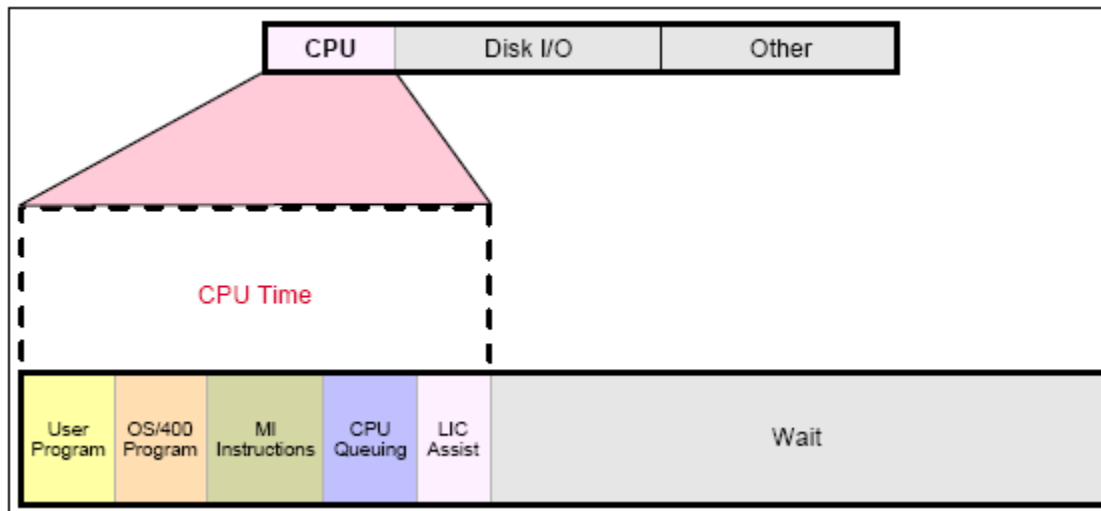 CPU Disk I/O Other
CPU Time
User Program OS/400 Program MI Instructions CPU Queuing LIC Assist Wait